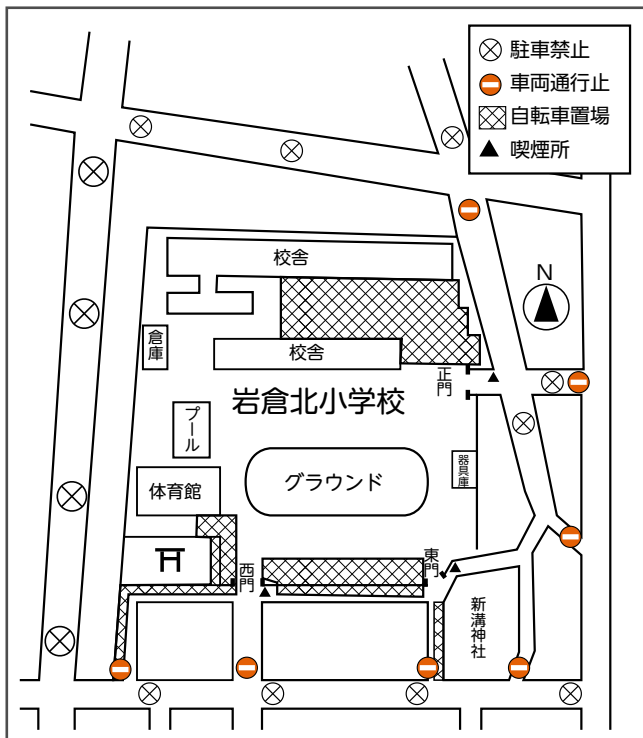 駐車禁止
車両通行止
自転車置場
喫煙所
N
校舎
倉庫
校舎
正門
岩倉北小学校
プール
器具庫
グラウンド
体育館
西門
東門
新溝神社